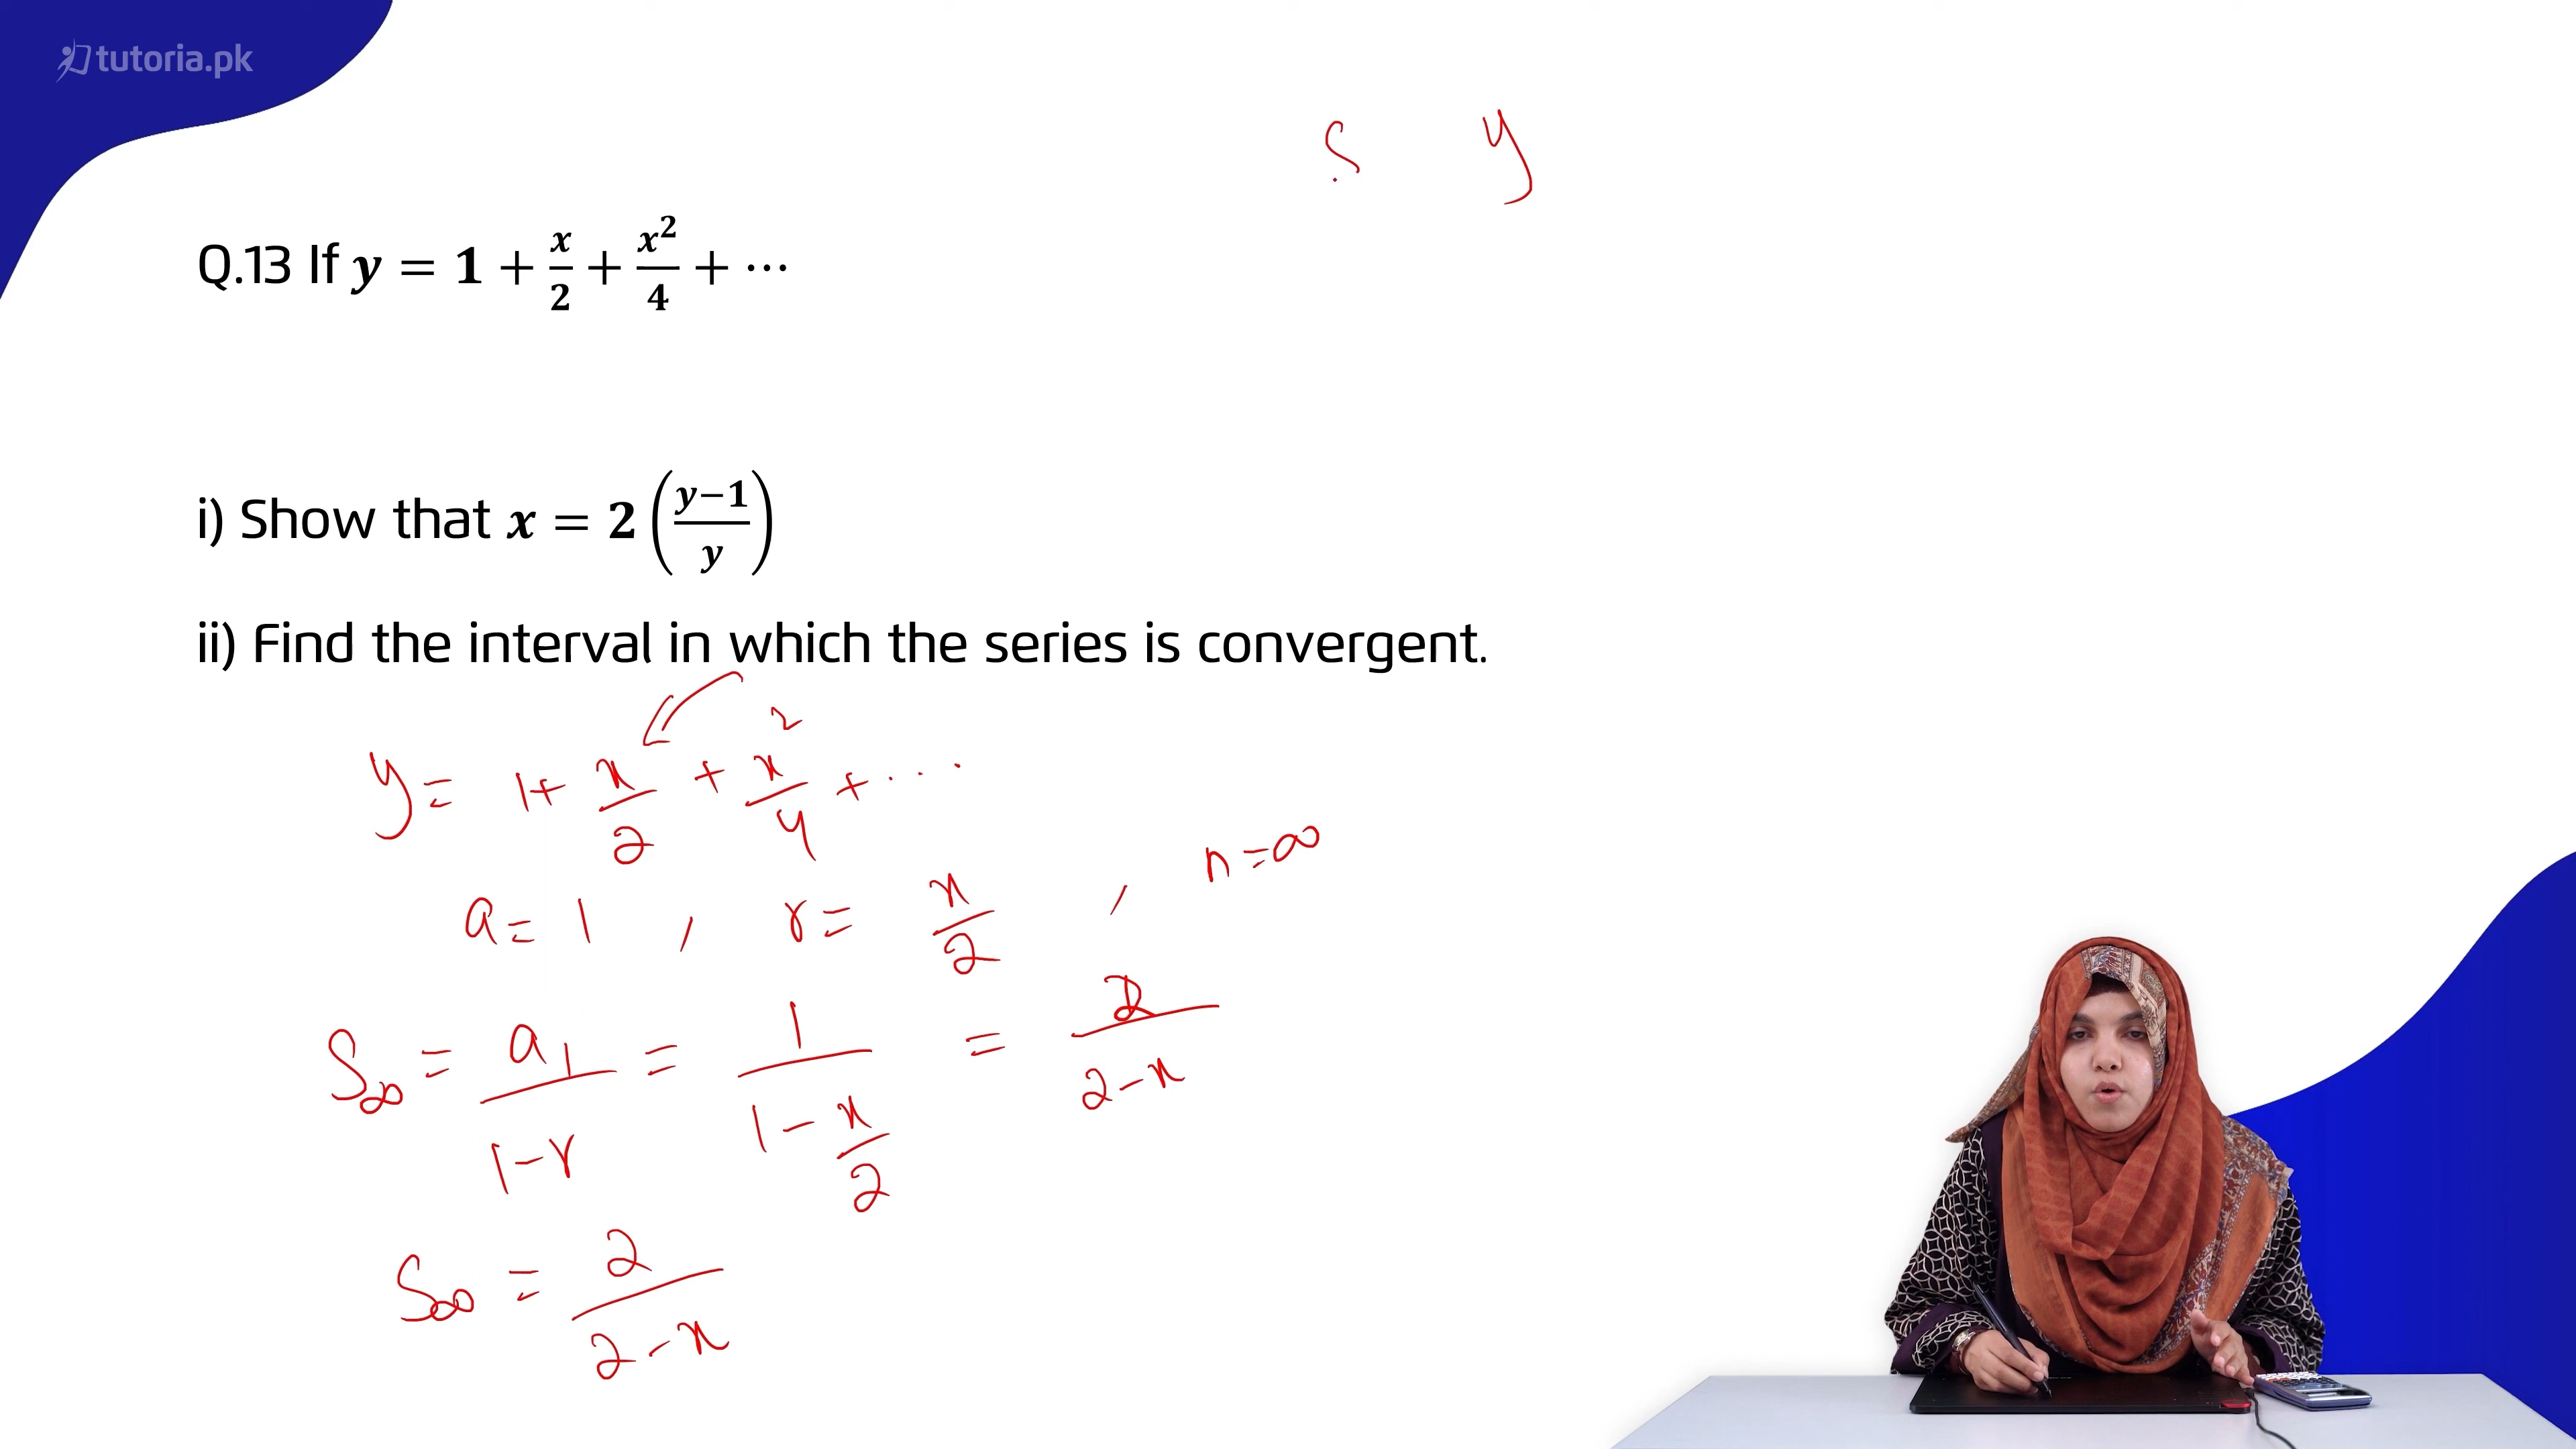 tutoria.pk
S y
Q.13 If y = 1 + x/2 + x²/4 + ⋯
i) Show that x = 2 ((y−1)/y)
ii) Find the interval in which the series is convergent.
y = 1 + x/2 + x²/4 + ...
a = 1 , r = x/2 , n = ∞
S∞ = a₁/(1-r) = 1/(1 - x/2) = 2/(2-x)
S∞ = 2/(2-x)